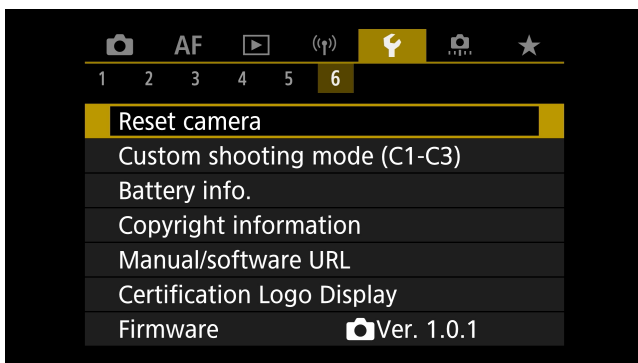 AF
1 2 3 4 5 6
Reset camera
Custom shooting mode (C1-C3)
Battery info.
Copyright information
Manual/software URL
Certification Logo Display
Firmware Ver. 1.0.1